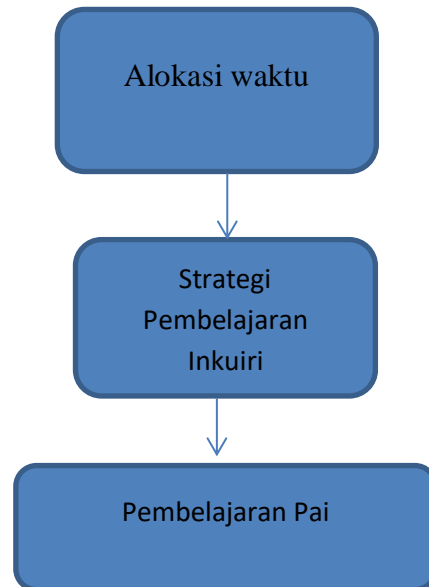 Alokasi waktu
Strategi
Pembelajaran
Inkuiri
Pembelajaran Pai